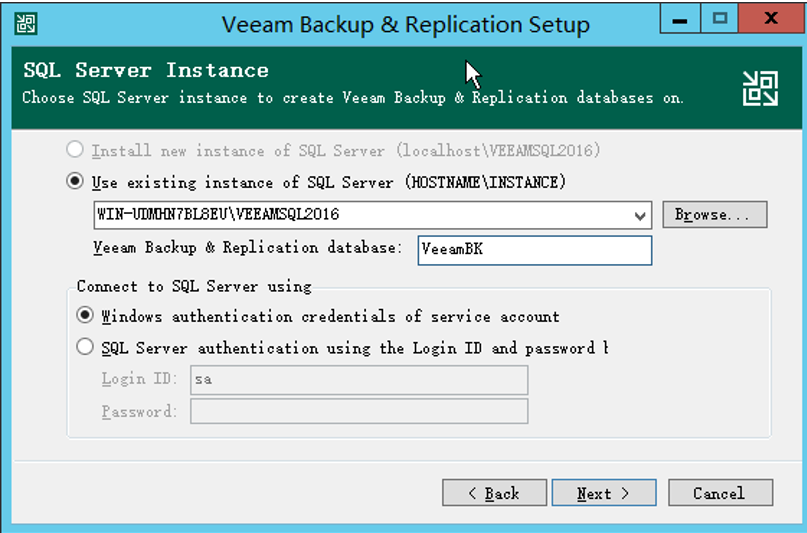 Veeam Backup & Replication Setup
SQL Server Instance
Choose SQL Server instance to create Veeam Backup & Replication databases on.
Install new instance of SQL Server (localhost\VEEAMSQL2016)
Use existing instance of SQL Server (HOSTNAME\INSTANCE)
WIN-UDMHN7BL8EU\VEEAMSQL2016
Browse...
Veeam Backup & Replication database:
VeeamBK
Connect to SQL Server using
Windows authentication credentials of service account
SQL Server authentication using the Login ID and password l
Login ID:
sa
Password:
< Back
Next >
Cancel